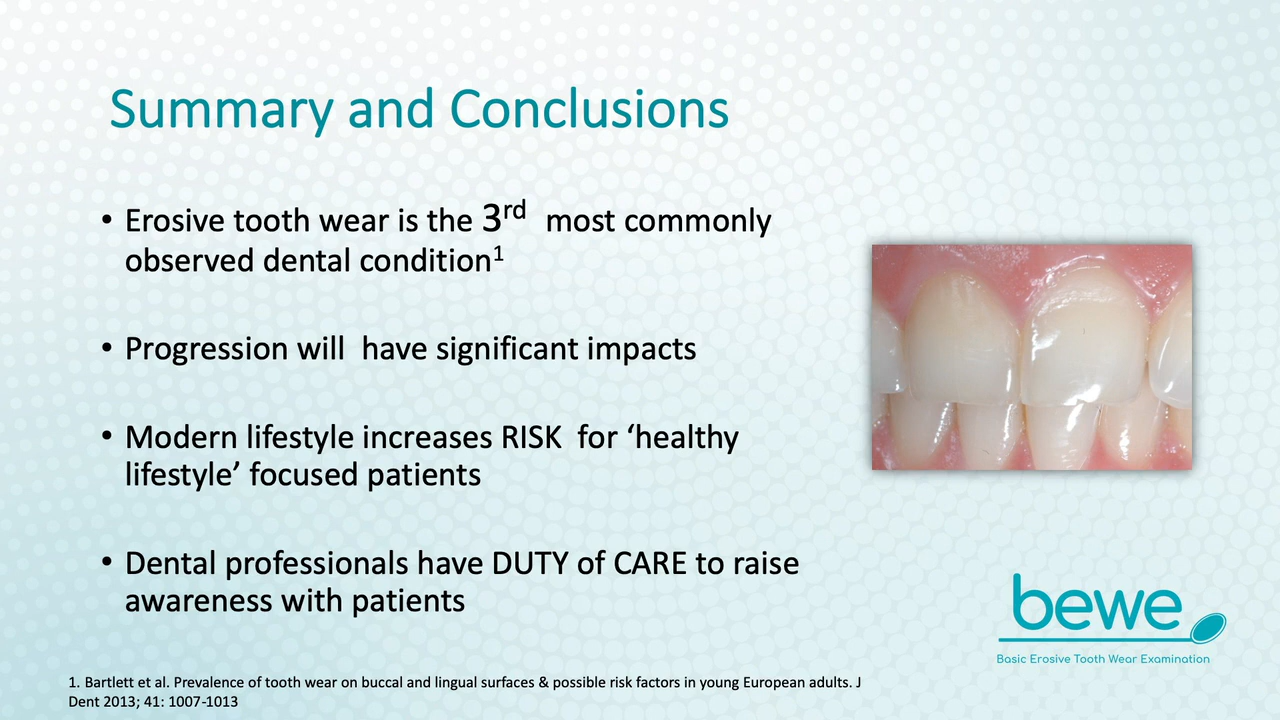 Summary and Conclusions
• Erosive tooth wear is the 3rd most commonly
observed dental condition1
• Progression will have significant impacts
• Modern lifestyle increases RISK for ‘healthy
lifestyle’ focused patients
• Dental professionals have DUTY of CARE to raise
awareness with patients
bewe
Basic Erosive Tooth Wear Examination
1. Bartlett et al. Prevalence of tooth wear on buccal and lingual surfaces & possible risk factors in young European adults. J
Dent 2013; 41: 1007-1013